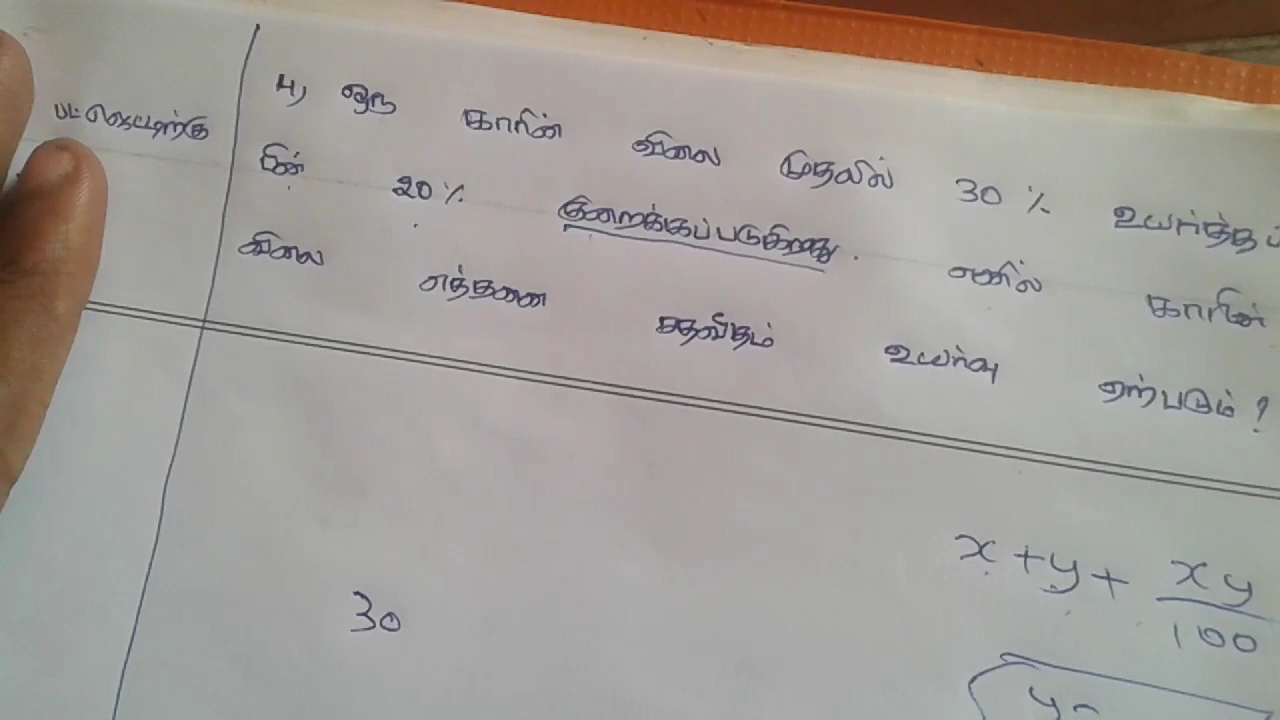 4, ஒரு காரின் விலை முதலில் 30 % உயர்த்தப்
பின் 20 % குறைக்கப்படுகிறது. எனில் காரின்
விலை எத்தனை சதவீதம் உயர்வு ஏற்படும் ?
x + y + xy
100
30